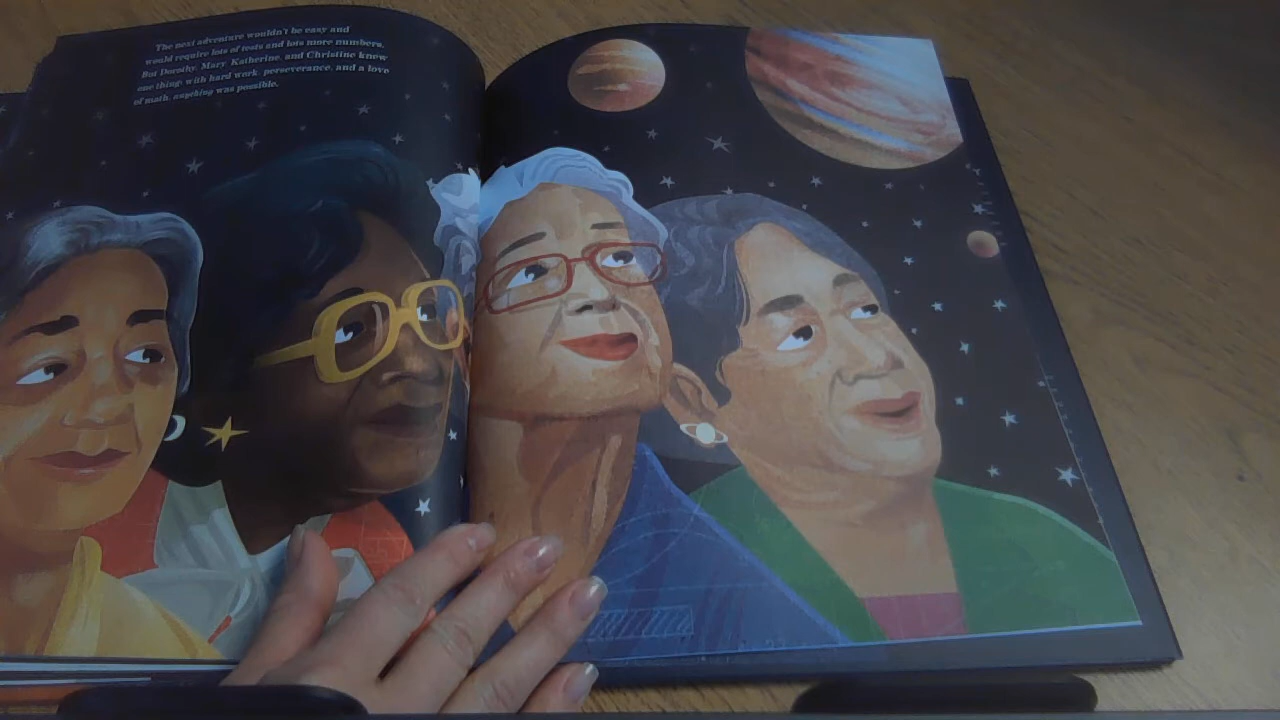 The next adventure wouldn't be easy and
would require lots of tests and lots more numbers.
But Dorothy, Mary, Katherine, and Christine knew
one thing: with hard work, perseverance, and a love
of math, anything was possible.